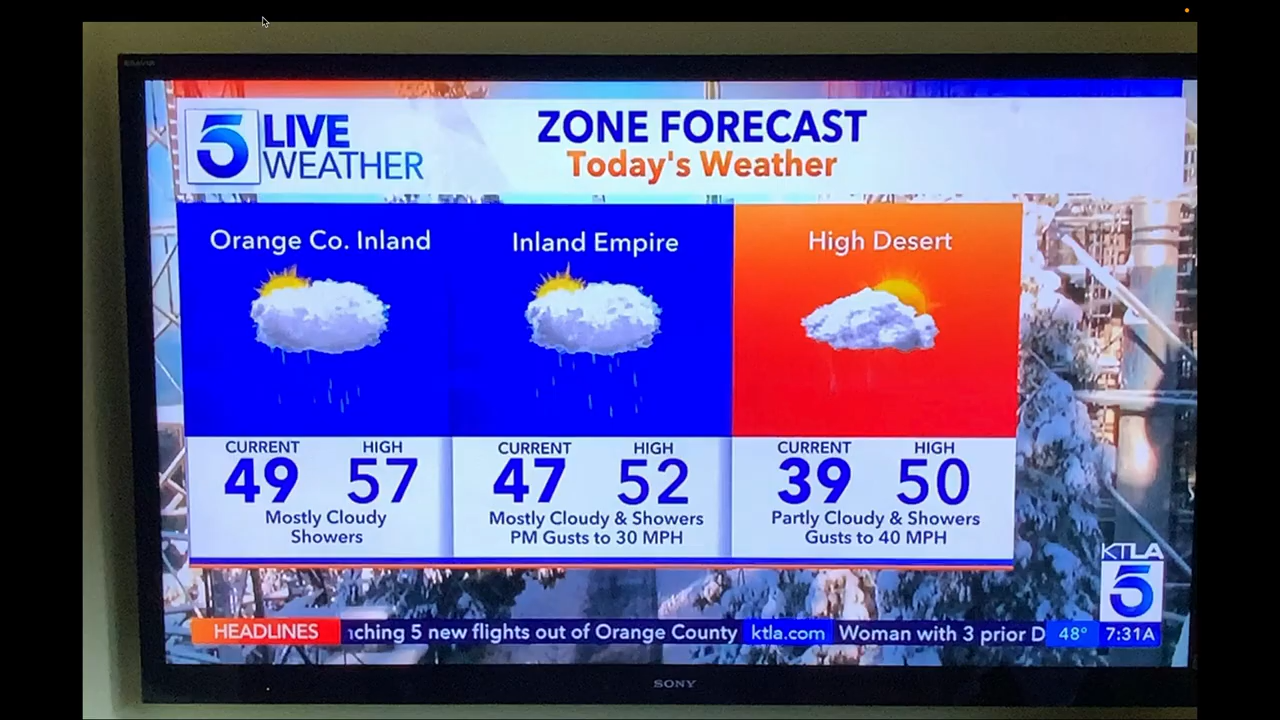 5 LIVE
WEATHER
ZONE FORECAST
Today's Weather
Orange Co. Inland
CURRENT HIGH
49 57
Mostly Cloudy
Showers
Inland Empire
CURRENT HIGH
47 52
Mostly Cloudy & Showers
PM Gusts to 30 MPH
High Desert
CURRENT HIGH
39 50
Partly Cloudy & Showers
Gusts to 40 MPH
KTLA
5
HEADLINES ching 5 new flights out of Orange County ktla.com Woman with 3 prior D 48° 7:31A
SONY